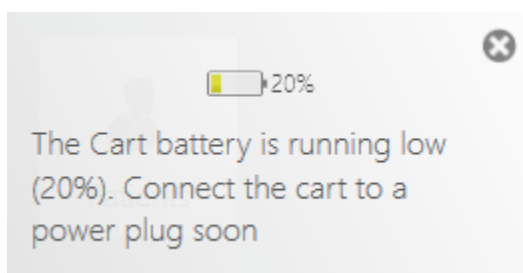 20%
The Cart battery is running low
(20%). Connect the cart to a
power plug soon